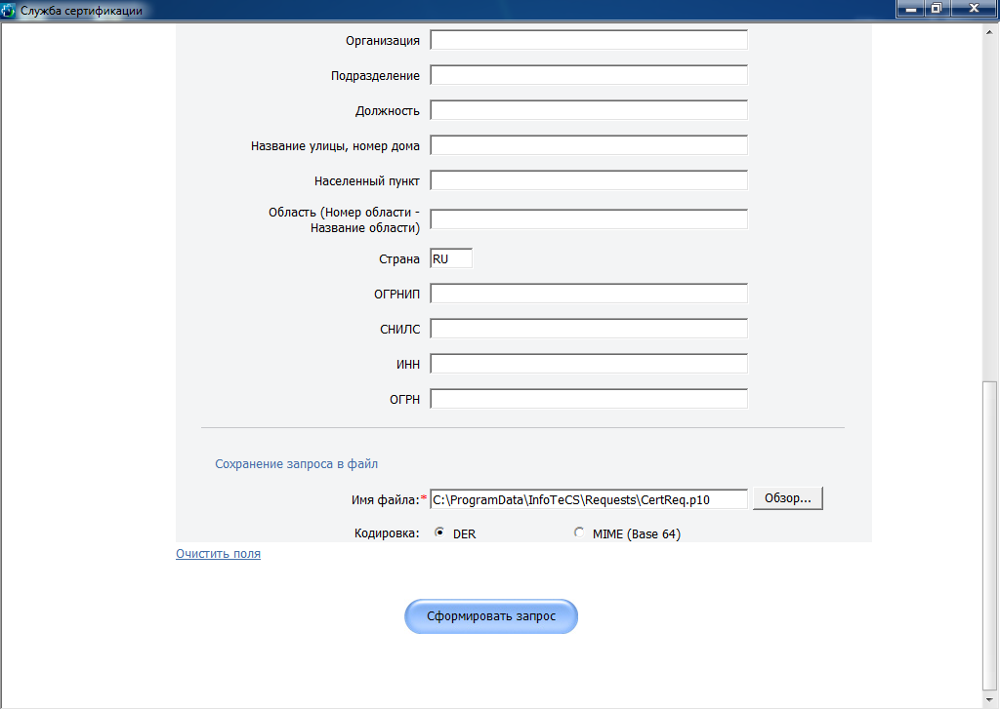 Служба сертификации
Организация
Подразделение
Должность
Название улицы, номер дома
Населенный пункт
Область (Номер области -
Название области)
Страна RU
ОГРНИП
СНИЛС
ИНН
ОГРН
Сохранение запроса в файл
Имя файла:* C:\ProgramData\InfoTeCS\Requests\CertReq.p10 Обзор...
Кодировка: DER MIME (Base 64)
Очистить поля
Сформировать запрос